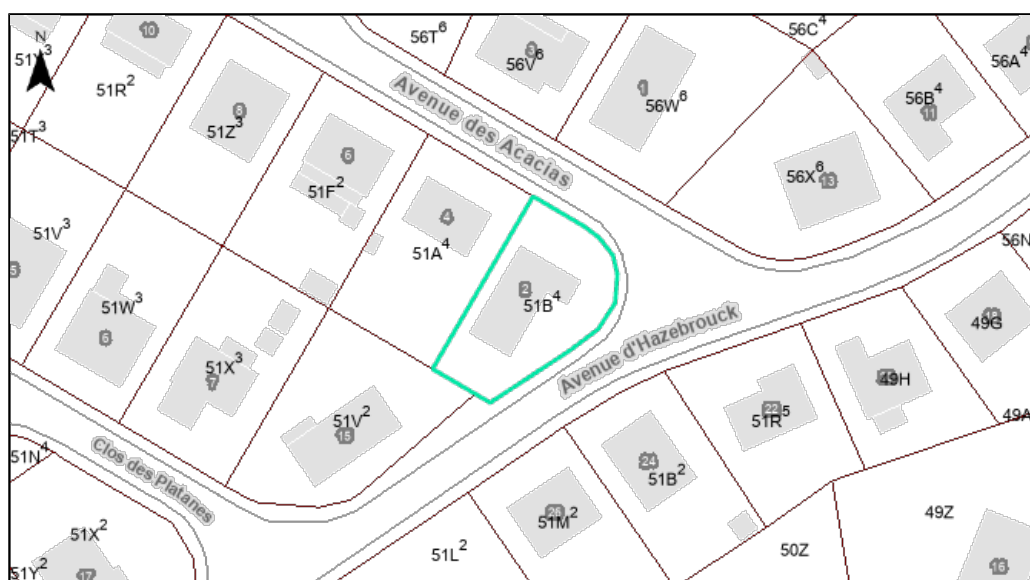 56C⁴
10
56T⁶
N
51Y³
3
56V⁶
56A⁴
51R²
Avenue des Acacias
1
56W⁶
56B⁴
11
8
51Z³
51T³
6
51F²
56X⁶
13
4
51A⁴
51V³
5
56N
2
51B⁴
51W³
6
Avenue d'Hazebrouck
49G
51X³
7
49H
51V²
15
22
51R⁵
49A
Clos des Platanes
51N⁴
24
51B²
26
51M²
49Z
51X²
51L²
50Z
51Y²
17
16